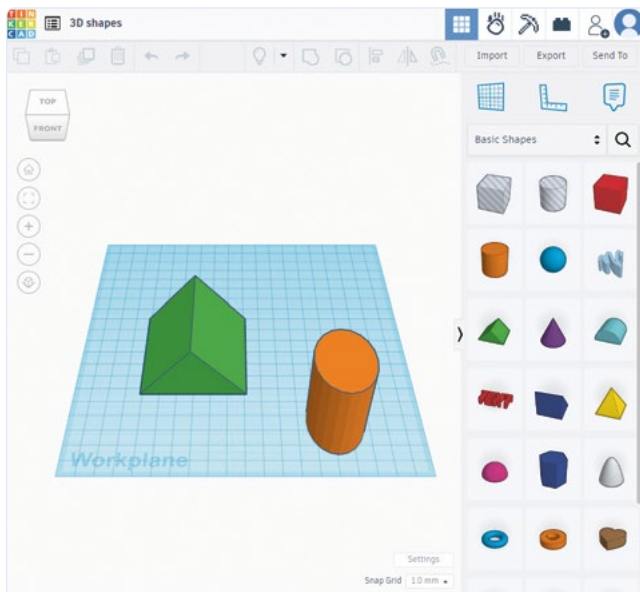 TIN
KER
CAD
3D shapes
Import Export Send To
TOP
FRONT
Basic Shapes
TEXT
Workplane
Settings
Snap Grid 1.0 mm